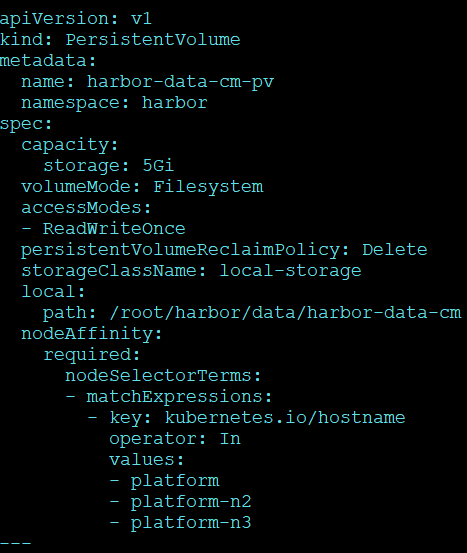 apiVersion: v1
kind: PersistentVolume
metadata:
  name: harbor-data-cm-pv
  namespace: harbor
spec:
  capacity:
    storage: 5Gi
  volumeMode: Filesystem
  accessModes:
  - ReadWriteOnce
  persistentVolumeReclaimPolicy: Delete
  storageClassName: local-storage
  local:
    path: /root/harbor/data/harbor-data-cm
  nodeAffinity:
    required:
      nodeSelectorTerms:
      - matchExpressions:
        - key: kubernetes.io/hostname
          operator: In
          values:
          - platform
          - platform-n2
          - platform-n3
---